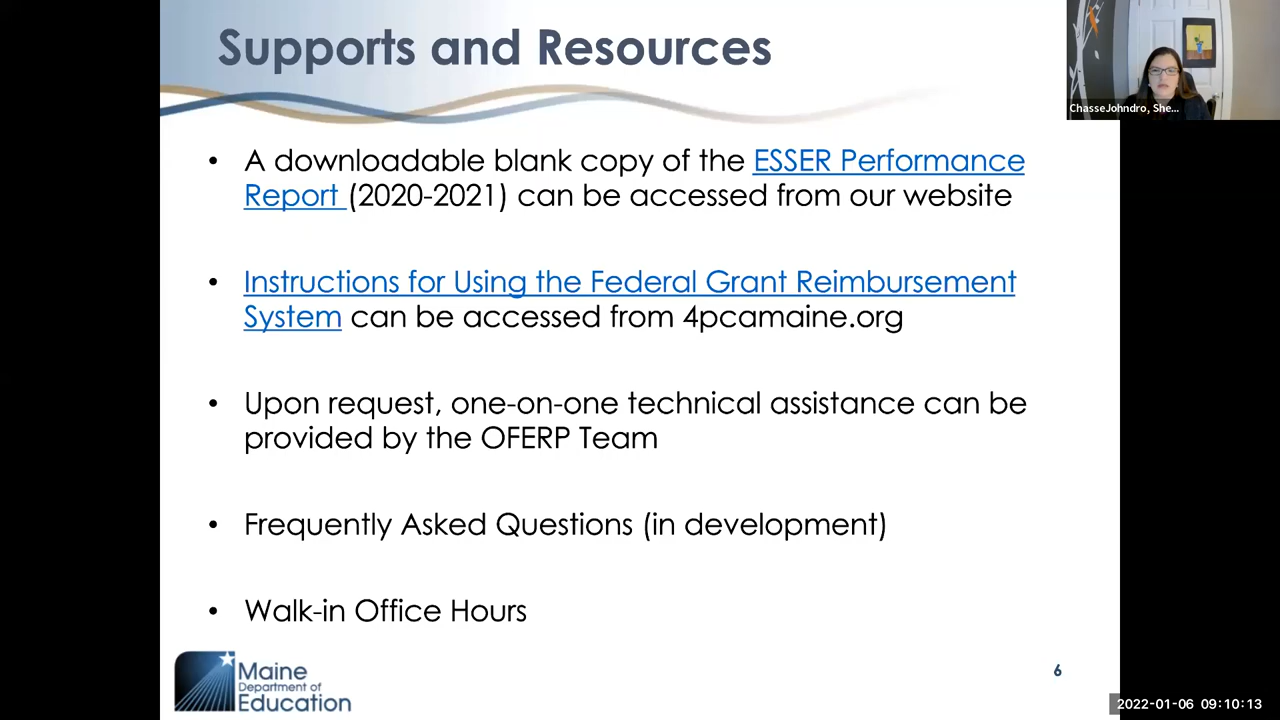 Supports and Resources
ChasseJohndro, She...
• A downloadable blank copy of the ESSER Performance
Report (2020-2021) can be accessed from our website
• Instructions for Using the Federal Grant Reimbursement
System can be accessed from 4pcamaine.org
• Upon request, one-on-one technical assistance can be
provided by the OFERP Team
• Frequently Asked Questions (in development)
• Walk-in Office Hours
Maine
Department of
Education
6
2022-01-06 09:10:13